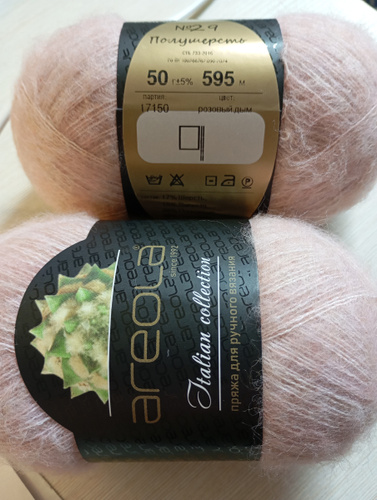 №29
Полушерсть
50 г±5% 595 м
партия: цвет:
17150 розовый дым
areola®
Since 1992
Italian collection
пряжа для ручного вязания